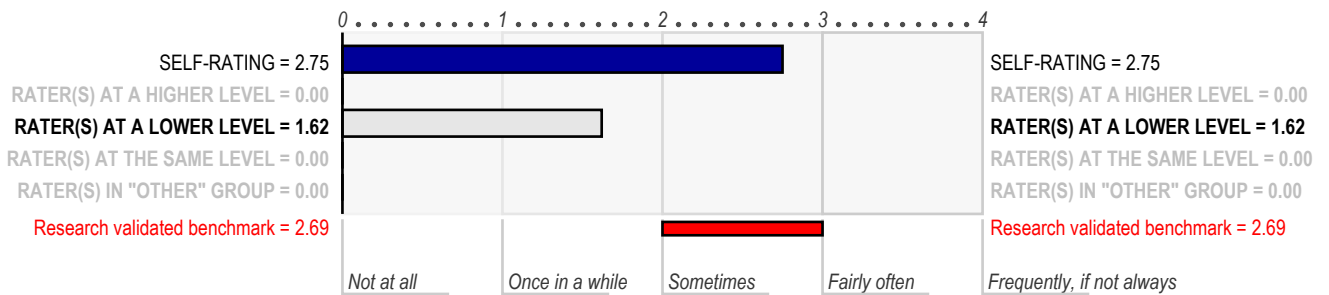 0 1 2 3 4
SELF-RATING = 2.75 SELF-RATING = 2.75
RATER(S) AT A HIGHER LEVEL = 0.00 RATER(S) AT A HIGHER LEVEL = 0.00
RATER(S) AT A LOWER LEVEL = 1.62 RATER(S) AT A LOWER LEVEL = 1.62
RATER(S) AT THE SAME LEVEL = 0.00 RATER(S) AT THE SAME LEVEL = 0.00
RATER(S) IN "OTHER" GROUP = 0.00 RATER(S) IN "OTHER" GROUP = 0.00
Research validated benchmark = 2.69 Research validated benchmark = 2.69
Not at all Once in a while Sometimes Fairly often Frequently, if not always